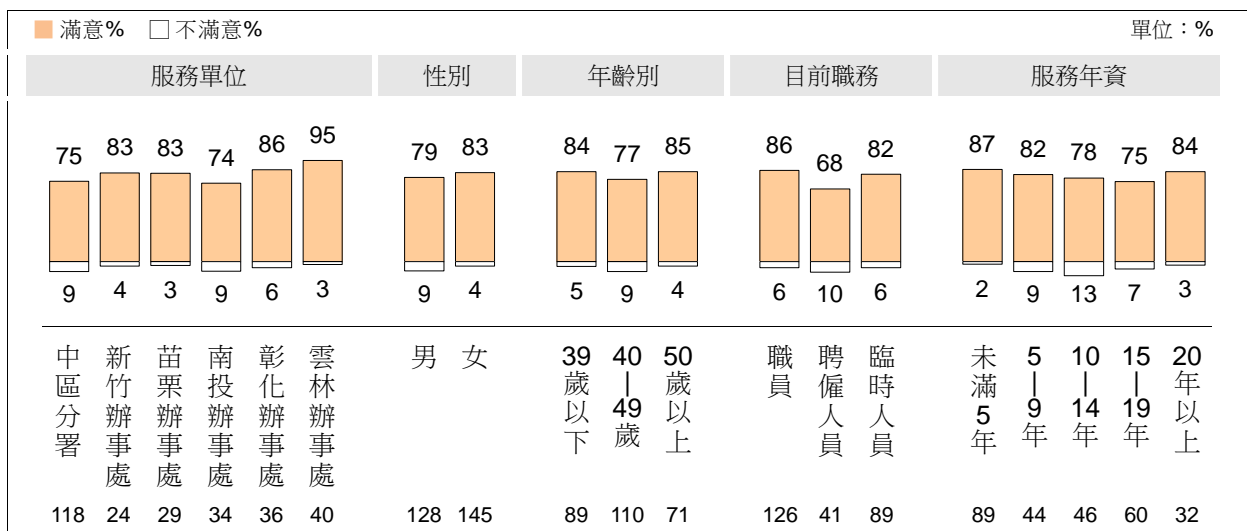 滿意% 不滿意% 單位：%
服務單位 性別 年齡別 目前職務 服務年資
75 83 83 74 86 95 79 83 84 77 85 86 68 82 87 82 78 75 84
9 4 3 9 6 3 9 4 5 9 4 6 10 6 2 9 13 7 3
中區分署
新竹辦事處
苗栗辦事處
南投辦事處
彰化辦事處
雲林辦事處
男
女
39歲以下
40-49歲
50歲以上
職員
聘僱人員
臨時人員
未滿5年
5-9年
10-14年
15-19年
20年以上
118 24 29 34 36 40 128 145 89 110 71 126 41 89 89 44 46 60 32